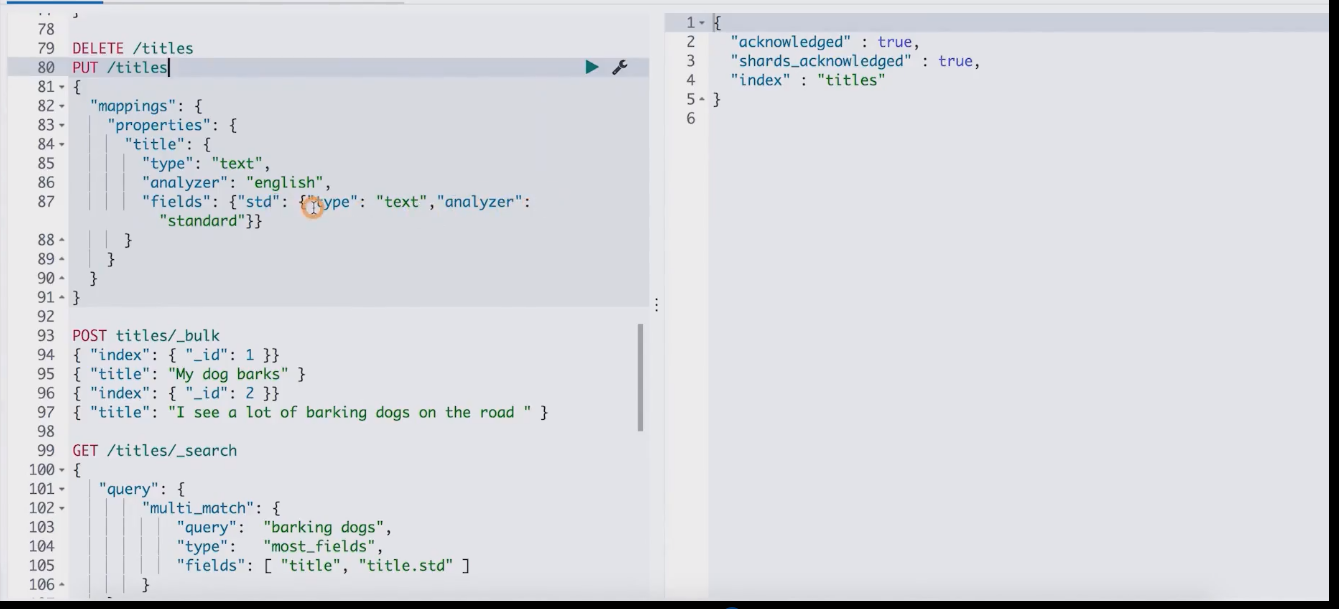 78
79 DELETE /titles
80 PUT /titles
81 {
82 "mappings": {
83 "properties": {
84 "title": {
85 "type": "text",
86 "analyzer": "english",
87 "fields": {"std": {"type": "text","analyzer":
"standard"}}
88 }
89 }
90 }
91 }
92
93 POST titles/_bulk
94 { "index": { "_id": 1 }}
95 { "title": "My dog barks" }
96 { "index": { "_id": 2 }}
97 { "title": "I see a lot of barking dogs on the road " }
98
99 GET /titles/_search
100 {
101 "query": {
102 "multi_match": {
103 "query": "barking dogs",
104 "type": "most_fields",
105 "fields": [ "title", "title.std" ]
106 }
1 {
2 "acknowledged" : true,
3 "shards_acknowledged" : true,
4 "index" : "titles"
5 }
6